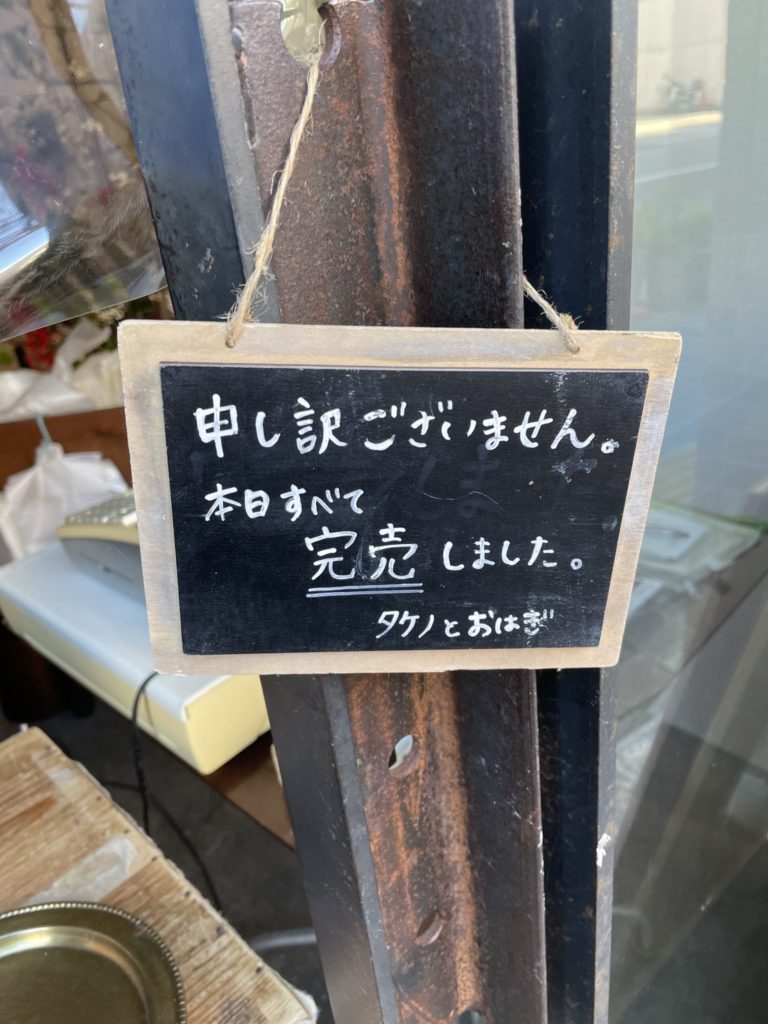 申し訳ございません。
本日すべて
完売しました。
タケノとおはぎ